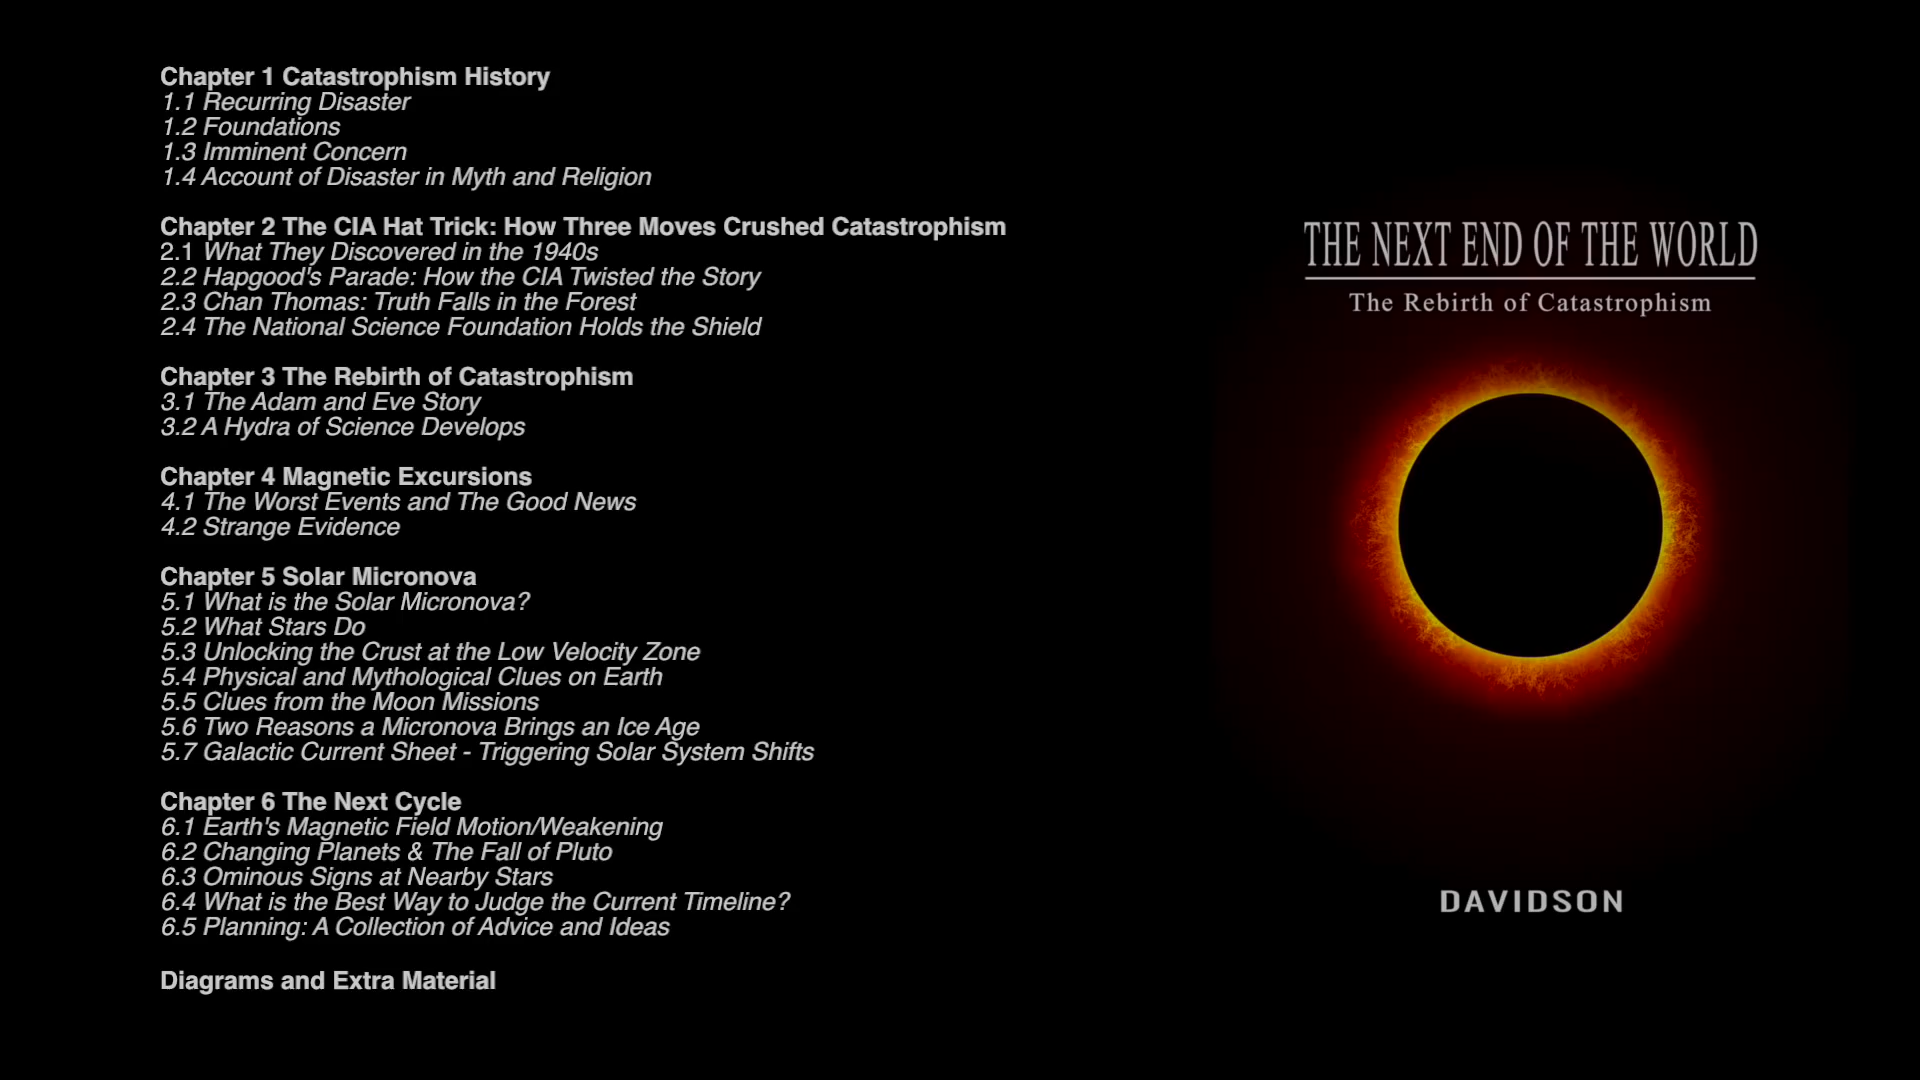 Chapter 1 Catastrophism History
1.1 Recurring Disaster
1.2 Foundations
1.3 Imminent Concern
1.4 Account of Disaster in Myth and Religion
Chapter 2 The CIA Hat Trick: How Three Moves Crushed Catastrophism
2.1 What They Discovered in the 1940s
2.2 Hapgood's Parade: How the CIA Twisted the Story
2.3 Chan Thomas: Truth Falls in the Forest
2.4 The National Science Foundation Holds the Shield
Chapter 3 The Rebirth of Catastrophism
3.1 The Adam and Eve Story
3.2 A Hydra of Science Develops
Chapter 4 Magnetic Excursions
4.1 The Worst Events and The Good News
4.2 Strange Evidence
Chapter 5 Solar Micronova
5.1 What is the Solar Micronova?
5.2 What Stars Do
5.3 Unlocking the Crust at the Low Velocity Zone
5.4 Physical and Mythological Clues on Earth
5.5 Clues from the Moon Missions
5.6 Two Reasons a Micronova Brings an Ice Age
5.7 Galactic Current Sheet - Triggering Solar System Shifts
Chapter 6 The Next Cycle
6.1 Earth's Magnetic Field Motion/Weakening
6.2 Changing Planets & The Fall of Pluto
6.3 Ominous Signs at Nearby Stars
6.4 What is the Best Way to Judge the Current Timeline?
6.5 Planning: A Collection of Advice and Ideas
Diagrams and Extra Material
THE NEXT END OF THE WORLD
The Rebirth of Catastrophism
DAVIDSON